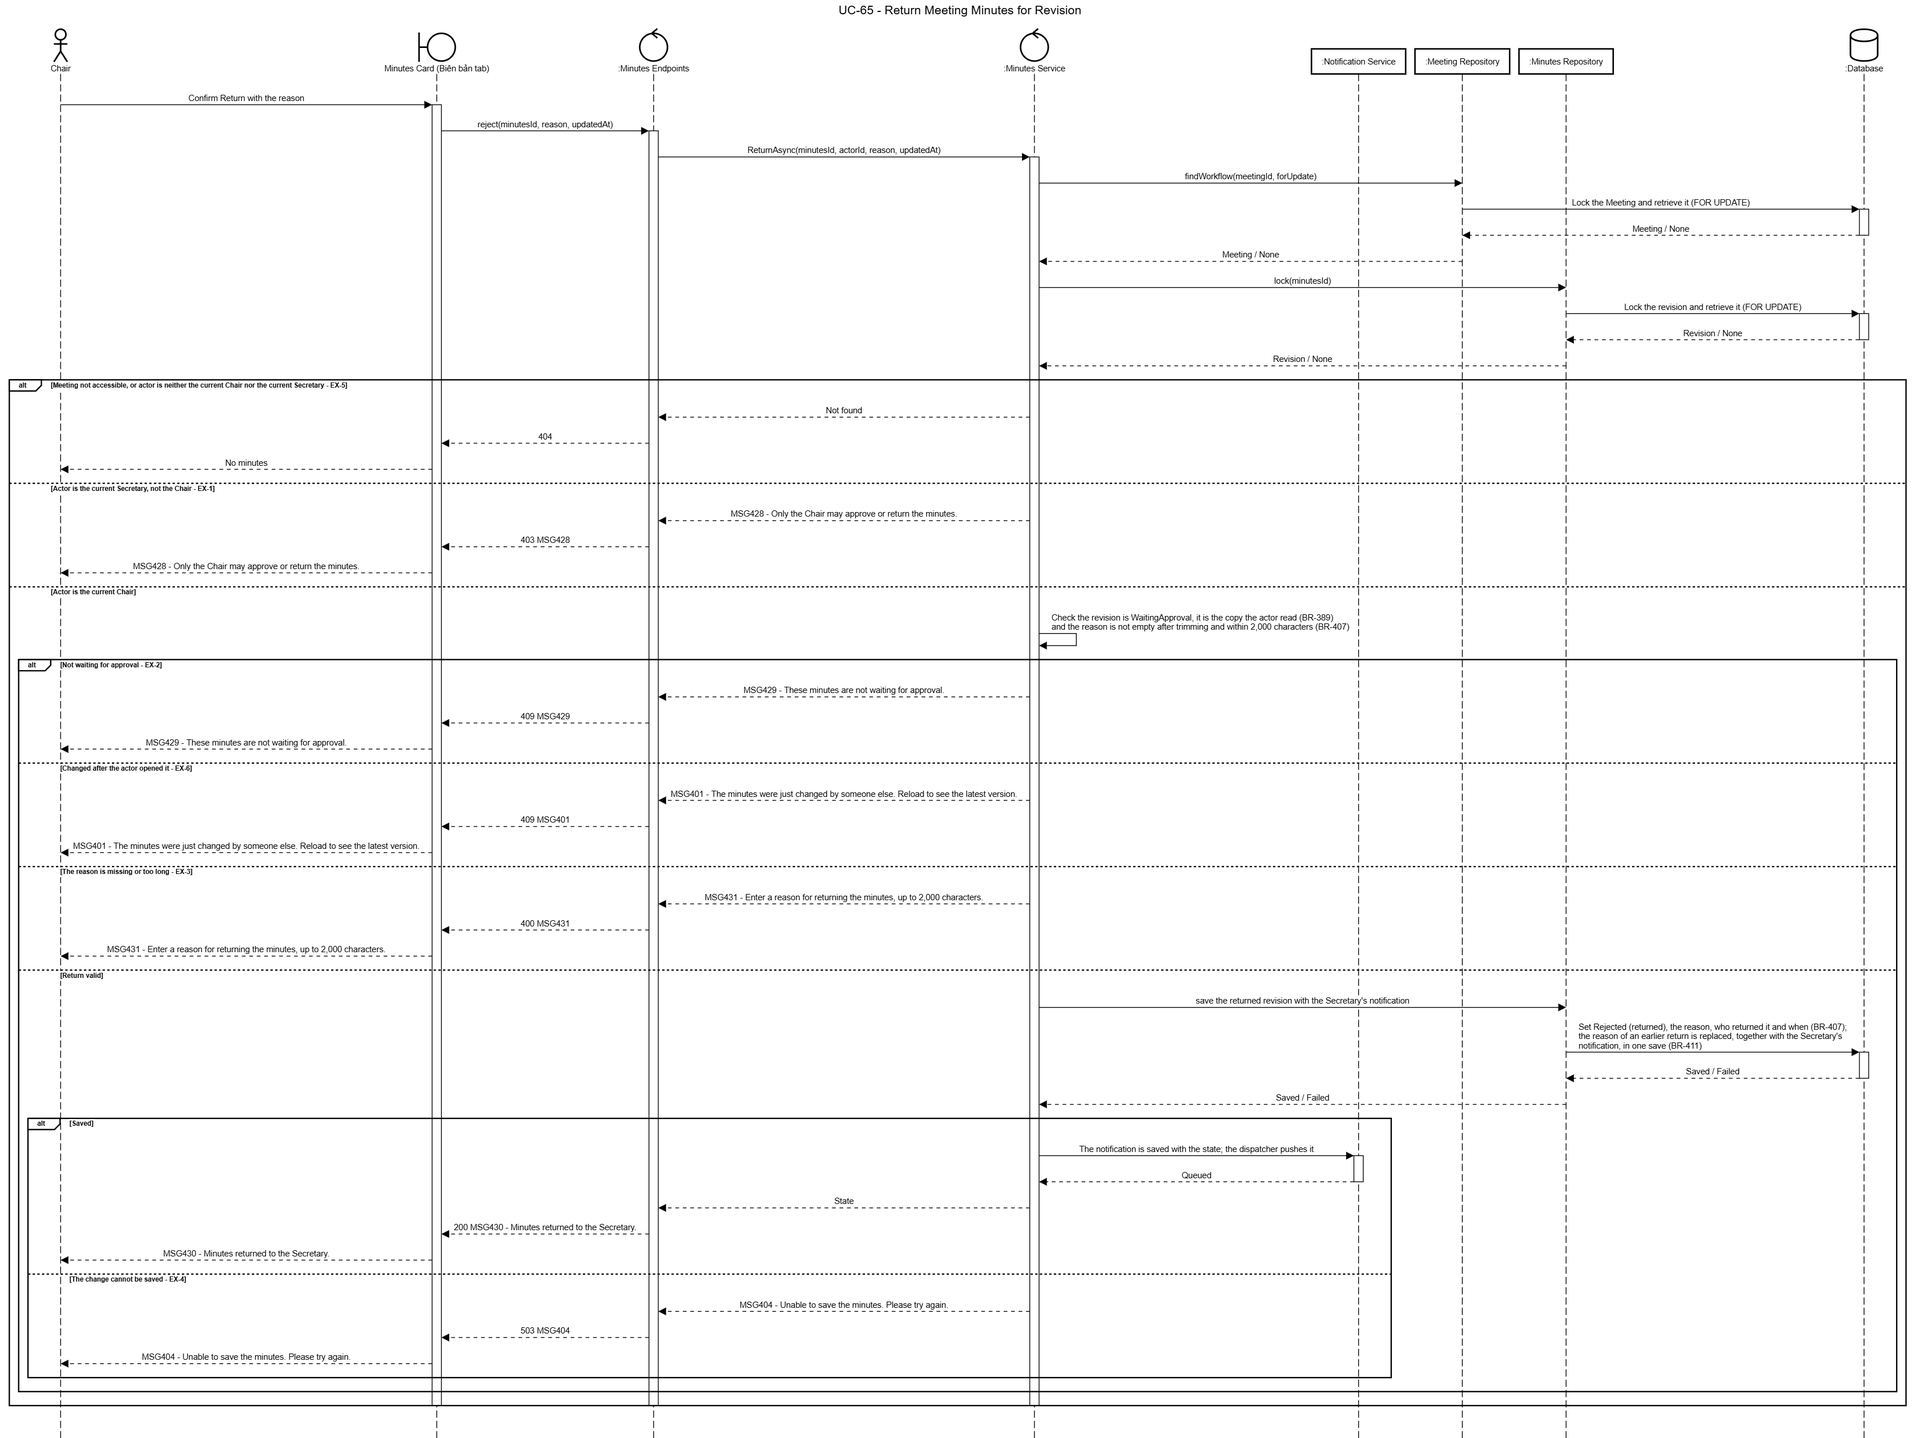 UC-65 - Return Meeting Minutes for Revision
Chair
Minutes Card (Biên bản tab)
:Minutes Endpoints
:Minutes Service
:Notification Service
:Meeting Repository
:Minutes Repository
:Database
Confirm Return with the reason
reject(minutesId, reason, updatedAt)
ReturnAsync(minutesId, actorId, reason, updatedAt)
findWorkflow(meetingId, forUpdate)
Lock the Meeting and retrieve it (FOR UPDATE)
Meeting / None
Meeting / None
lock(minutesId)
Lock the revision and retrieve it (FOR UPDATE)
Revision / None
Revision / None
alt
[Meeting not accessible, or actor is neither the current Chair nor the current Secretary - EX-5]
Not found
404
No minutes
[Actor is the current Secretary, not the Chair - EX-1]
MSG428 - Only the Chair may approve or return the minutes.
403 MSG428
MSG428 - Only the Chair may approve or return the minutes.
[Actor is the current Chair]
Check the revision is WaitingApproval, it is the copy the actor read (BR-389)
and the reason is not empty after trimming and within 2,000 characters (BR-407)
alt
[Not waiting for approval - EX-2]
MSG429 - These minutes are not waiting for approval.
409 MSG429
MSG429 - These minutes are not waiting for approval.
[Changed after the actor opened it - EX-6]
MSG401 - The minutes were just changed by someone else. Reload to see the latest version.
409 MSG401
MSG401 - The minutes were just changed by someone else. Reload to see the latest version.
[The reason is missing or too long - EX-3]
MSG431 - Enter a reason for returning the minutes, up to 2,000 characters.
400 MSG431
MSG431 - Enter a reason for returning the minutes, up to 2,000 characters.
[Return valid]
save the returned revision with the Secretary's notification
Set Rejected (returned), the reason, who returned it and when (BR-407);
the reason of an earlier return is replaced, together with the Secretary's
notification, in one save (BR-411)
Saved / Failed
Saved / Failed
alt
[Saved]
The notification is saved with the state; the dispatcher pushes it
Queued
State
200 MSG430 - Minutes returned to the Secretary.
MSG430 - Minutes returned to the Secretary.
[The change cannot be saved - EX-4]
MSG404 - Unable to save the minutes. Please try again.
503 MSG404
MSG404 - Unable to save the minutes. Please try again.